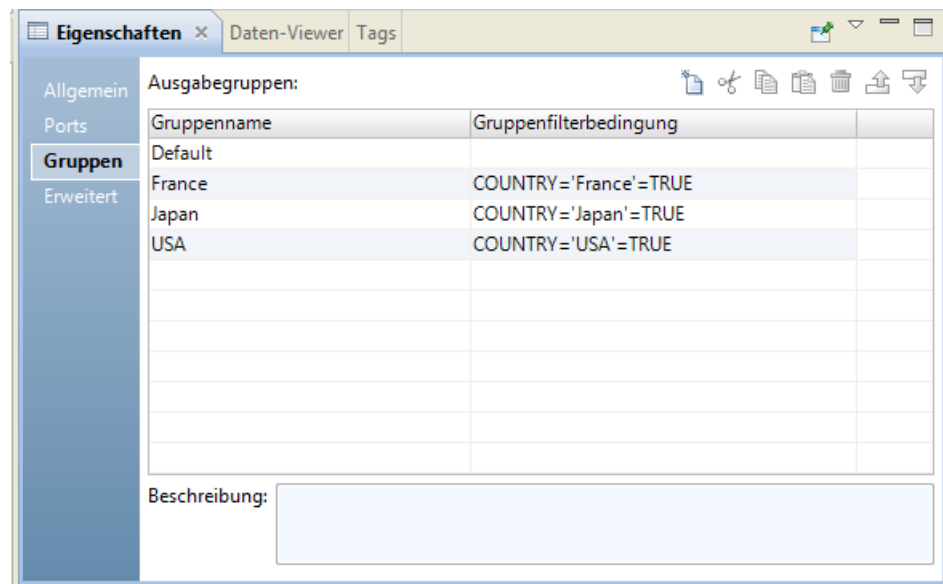 Eigenschaften Daten-Viewer Tags
Allgemein
Ports
Gruppen
Erweitert
Ausgabegruppen:
Gruppenname Gruppenfilterbedingung
Default
France COUNTRY='France'=TRUE
Japan COUNTRY='Japan'=TRUE
USA COUNTRY='USA'=TRUE
Beschreibung: